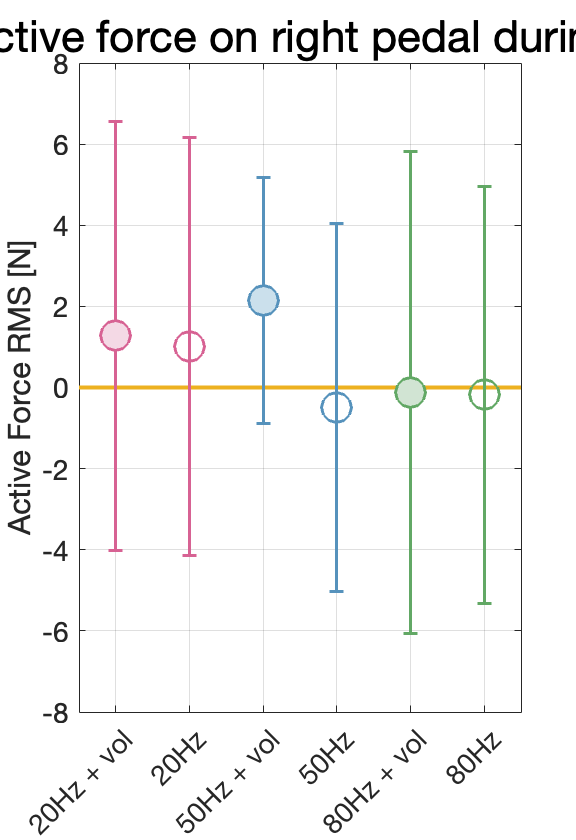 ctive force on right pedal durin
8
6
4
2
0
-2
-4
-6
-8
Active Force RMS [N]
20Hz + vol
20Hz
50Hz + vol
50Hz
80Hz + vol
80Hz